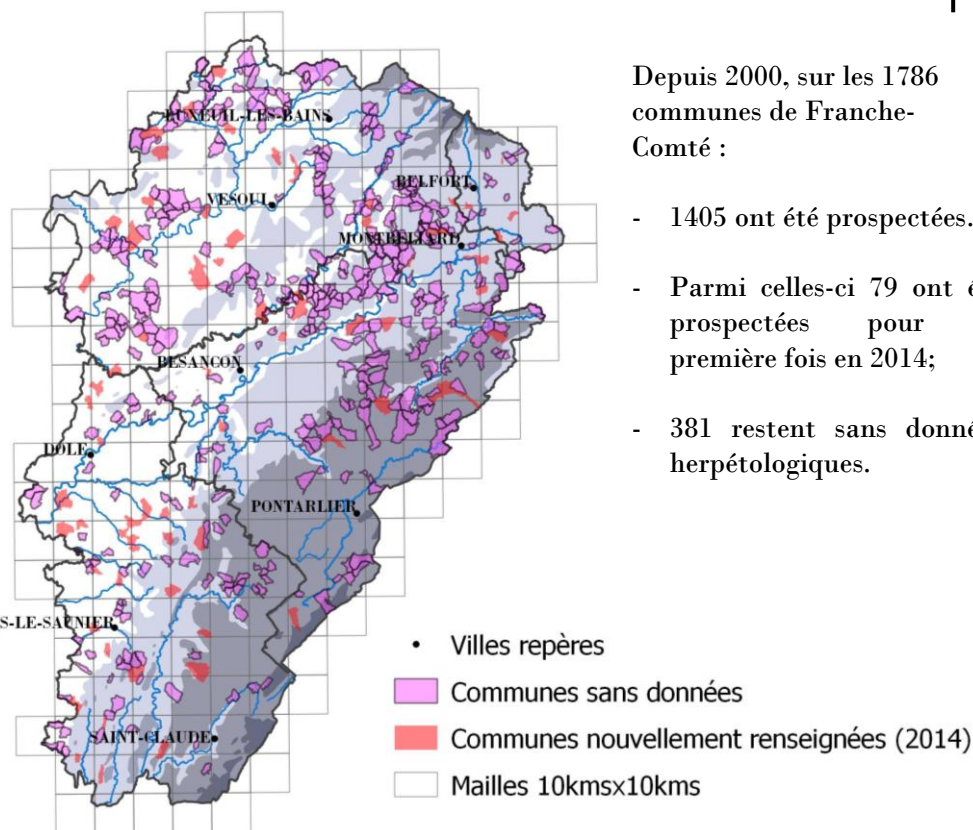 Depuis 2000, sur les 1786
communes de Franche-
Comté :
- 1405 ont été prospectées.
- Parmi celles-ci 79 ont é
prospectées pour
première fois en 2014;
- 381 restent sans donné
herpétologiques.
LUXEUIL-LES-BAINS
VESOUL
BELFORT
MONTBELIARD
BESANCON
DOLE
PONTARLIER
S-LE-SAUNIER
SAINT-CLAUDE
Villes repères
Communes sans données
Communes nouvellement renseignées (2014)
Mailles 10kmsx10kms